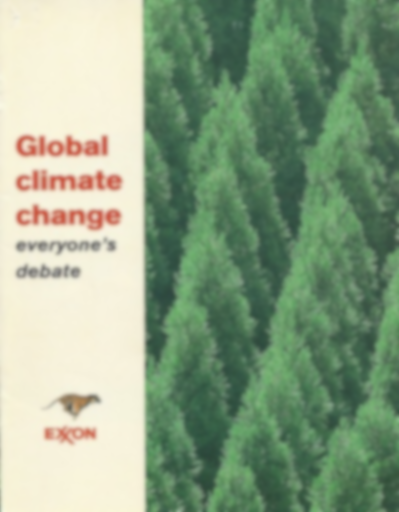 Global
climate
change
everyone's
debate
EXXON